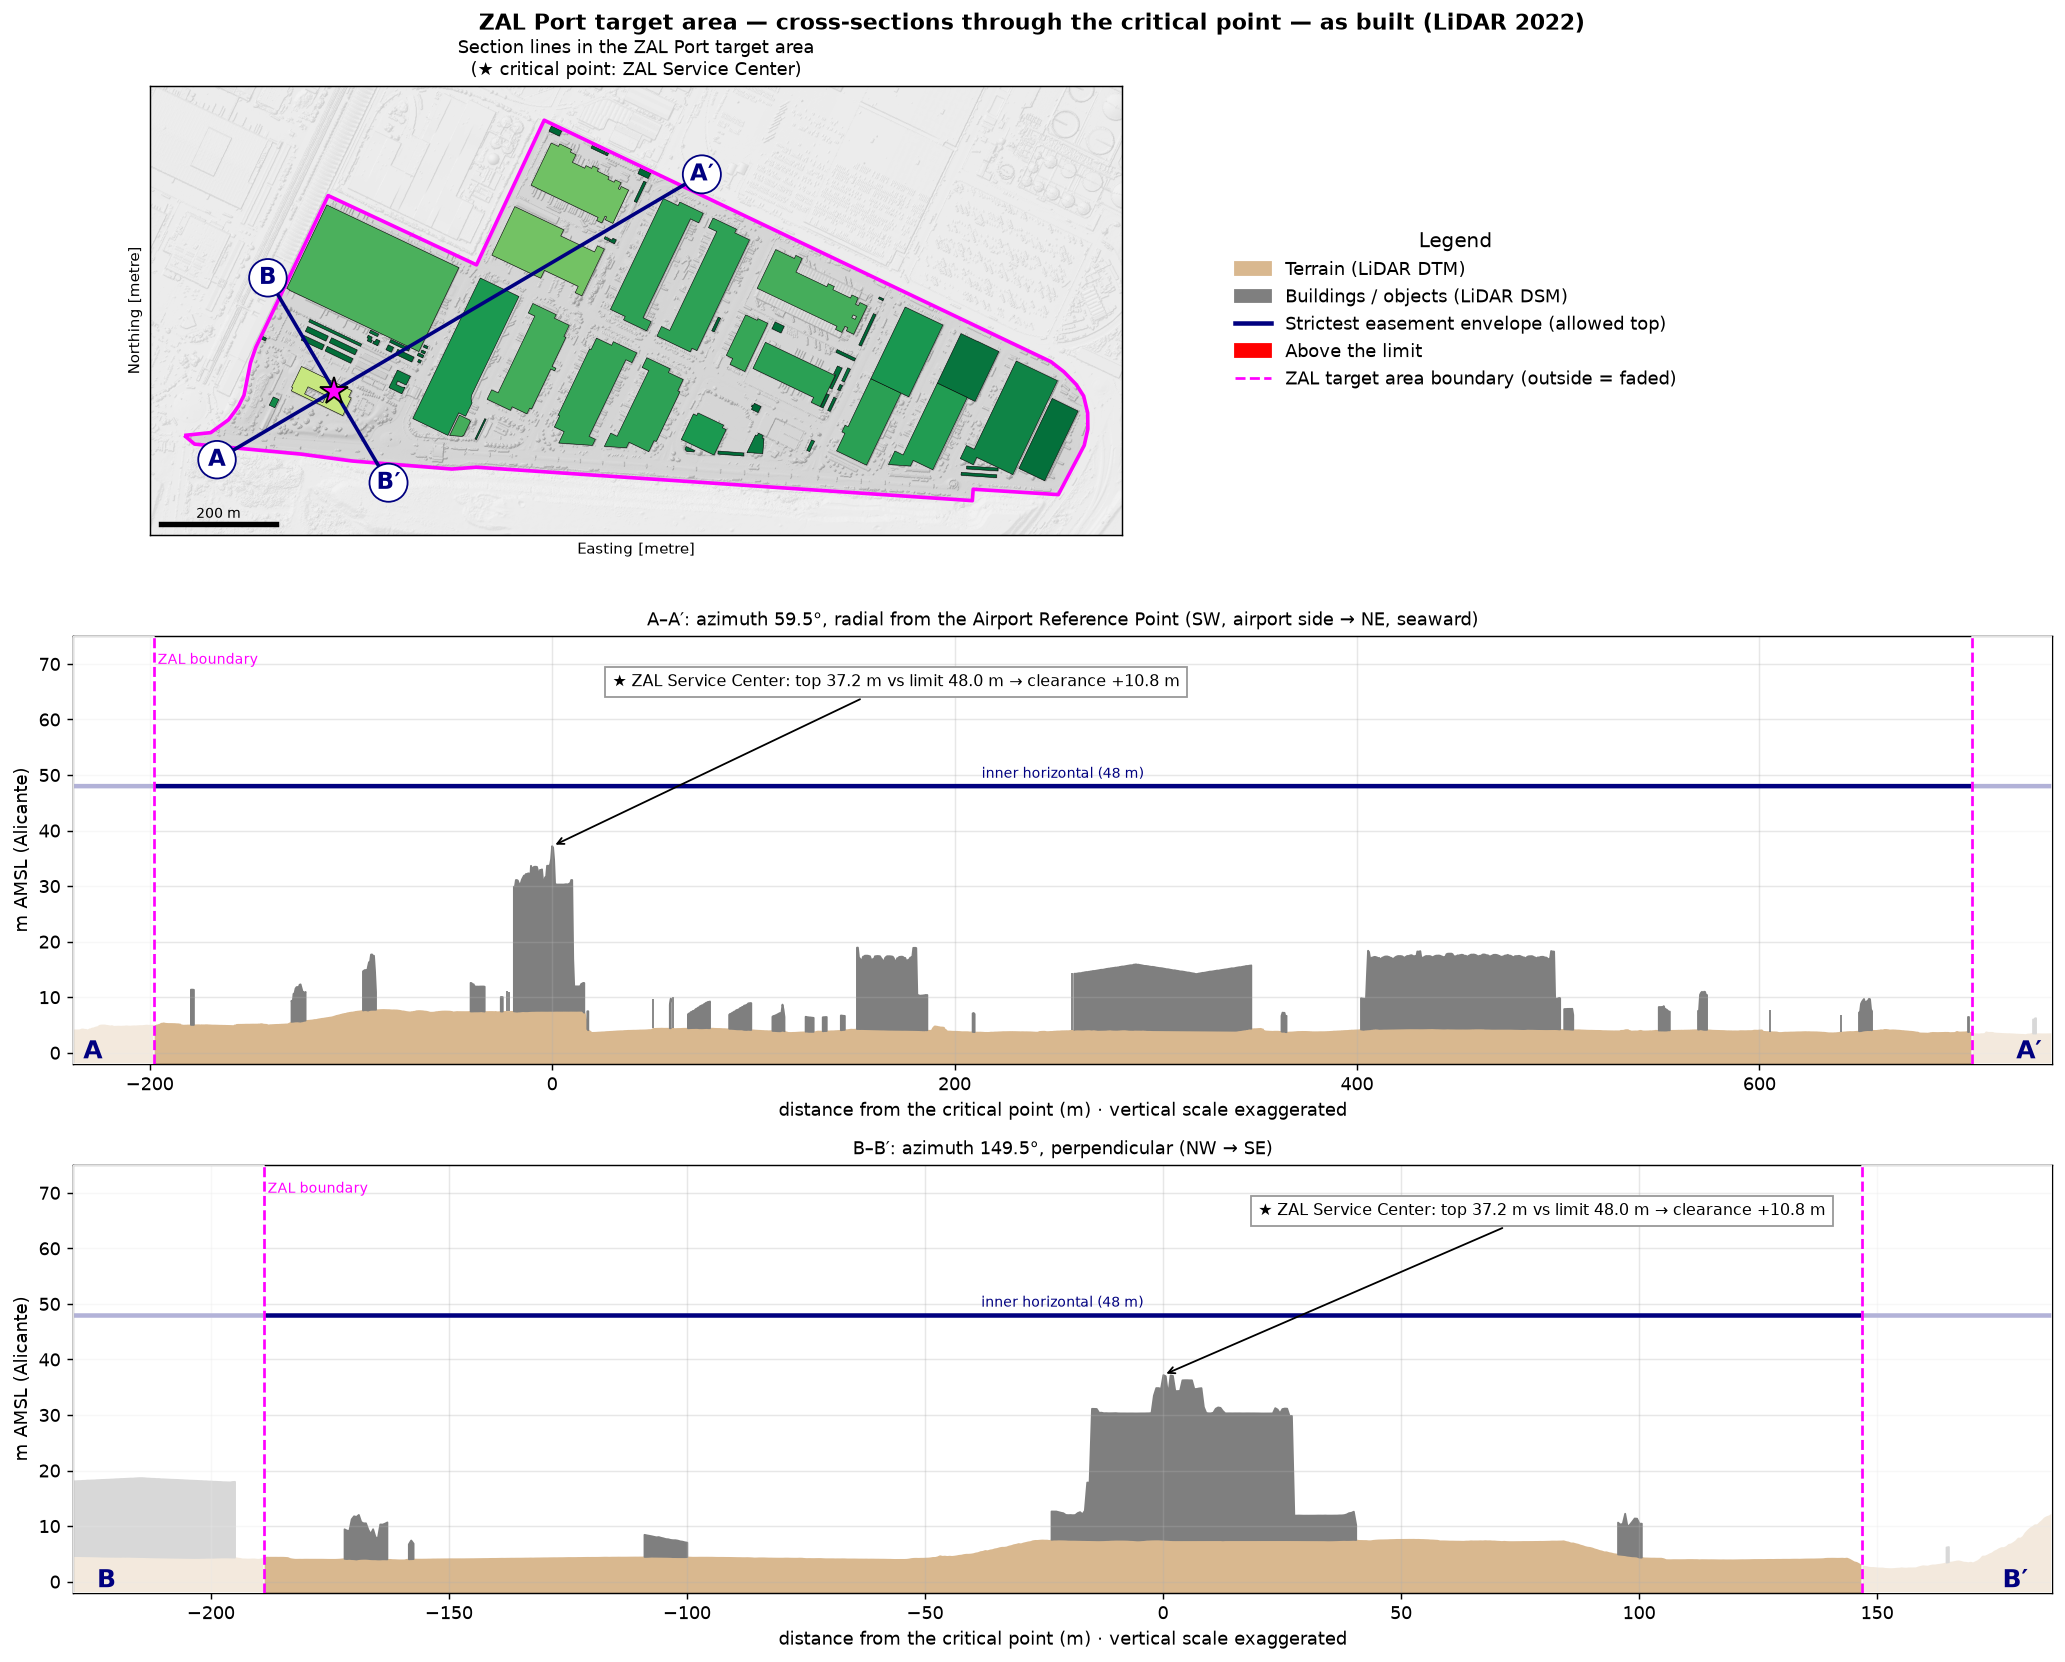 ZAL Port target area — cross-sections through the critical point — as built (LiDAR 2022)
Section lines in the ZAL Port target area
(★ critical point: ZAL Service Center)
A′
B
A
B′
200 m
Northing [metre]
Easting [metre]
Legend
Terrain (LiDAR DTM)
Buildings / objects (LiDAR DSM)
Strictest easement envelope (allowed top)
Above the limit
ZAL target area boundary (outside = faded)
A–A′: azimuth 59.5°, radial from the Airport Reference Point (SW, airport side → NE, seaward)
ZAL boundary
★ ZAL Service Center: top 37.2 m vs limit 48.0 m → clearance +10.8 m
inner horizontal (48 m)
70
60
50
40
30
20
10
0
m AMSL (Alicante)
A
A′
−200
0
200
400
600
distance from the critical point (m) · vertical scale exaggerated
B–B′: azimuth 149.5°, perpendicular (NW → SE)
ZAL boundary
★ ZAL Service Center: top 37.2 m vs limit 48.0 m → clearance +10.8 m
inner horizontal (48 m)
70
60
50
40
30
20
10
0
m AMSL (Alicante)
B
B′
−200
−150
−100
−50
0
50
100
150
distance from the critical point (m) · vertical scale exaggerated